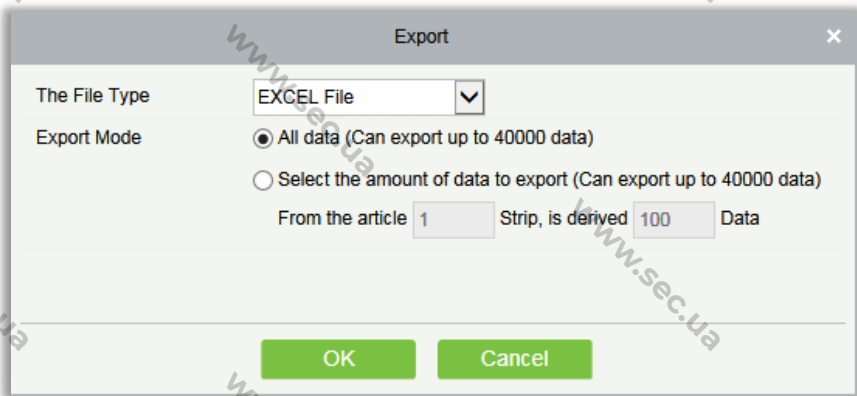 Export
The File Type EXCEL File
Export Mode All data (Can export up to 40000 data)
Select the amount of data to export (Can export up to 40000 data)
From the article 1 Strip, is derived 100 Data
OK Cancel
www.sec.ua
www.sec.ua